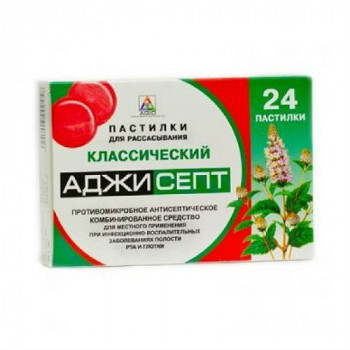 ПАСТИЛКИ
ДЛЯ РАССАСЫВАНИЯ
КЛАССИЧЕСКИЙ
АДЖИСЕПТ
24
ПАСТИЛКИ
ПРОТИВОМИКРОБНОЕ АНТИСЕПТИЧЕСКОЕ
КОМБИНИРОВАННОЕ СРЕДСТВО
ДЛЯ МЕСТНОГО ПРИМЕНЕНИЯ
ПРИ ИНФЕКЦИОННО-ВОСПАЛИТЕЛЬНЫХ
ЗАБОЛЕВАНИЯХ ПОЛОСТИ
РТА И ГЛОТКИ